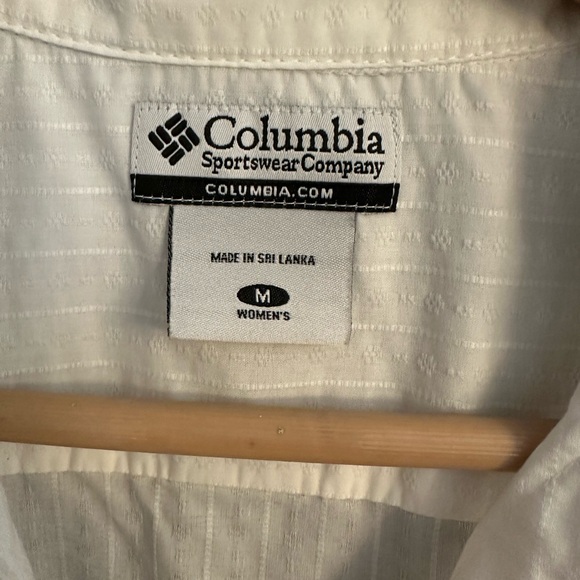 Columbia
Sportswear Company
COLUMBIA.COM
MADE IN SRI LANKA
M
WOMEN'S